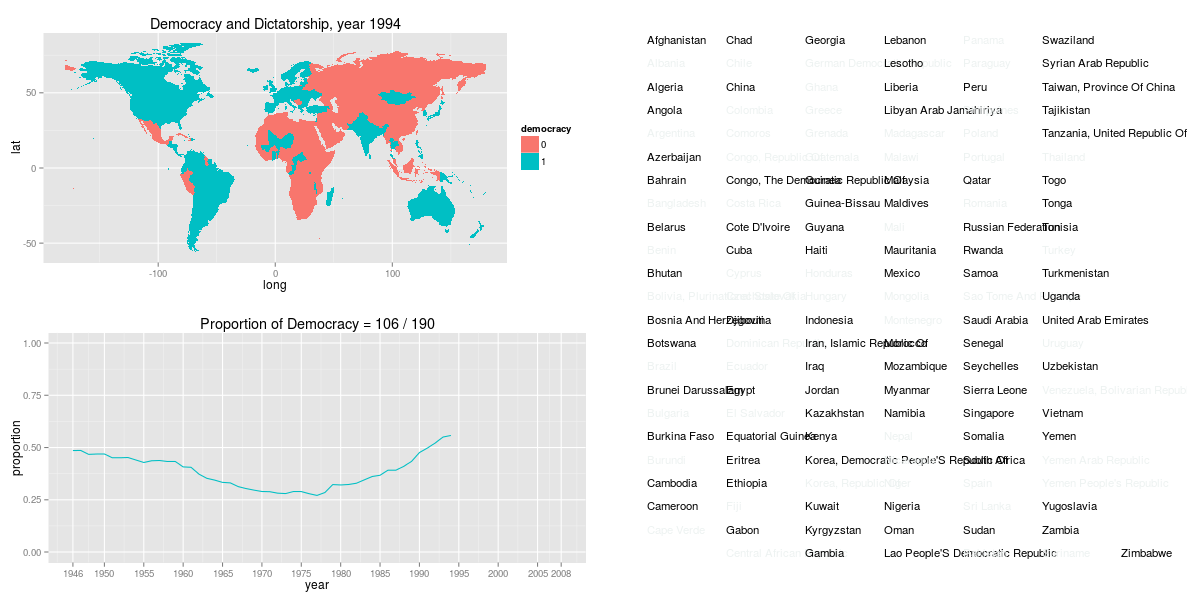 Democracy and Dictatorship, year 1994
lat
50
0
-50
-100 0 100
long
democracy
0
1
Proportion of Democracy = 106 / 190
proportion
1.00
0.75
0.50
0.25
0.00
1946 1950 1955 1960 1965 1970 1975 1980 1985 1990 1995 2000 2005 2008
year
Afghanistan Chad Georgia Lebanon Panama Swaziland
Albania Chile German Democratic Republic Lesotho Paraguay Syrian Arab Republic
Algeria China Ghana Liberia Peru Taiwan, Province Of China
Angola Colombia Greece Libyan Arab Jamahiriya Tajikistan
Argentina Comoros Grenada Madagascar Poland Tanzania, United Republic Of
Azerbaijan Congo, Republic Guatemala Malawi Portugal Thailand
Bahrain Congo, The Democratic Republic Of Guinea Malaysia Qatar Togo
Bangladesh Costa Rica Guinea-Bissau Maldives Romania Tonga
Belarus Cote D'Ivoire Guyana Mali Russian Federation Tunisia
Benin Cuba Haiti Mauritania Rwanda Turkey
Bhutan Cyprus Honduras Mexico Samoa Turkmenistan
Bolivia, Hungary Mongolia Sao Tome And Uganda
Bosnia And Herzegovina Djibouti Indonesia Montenegro Saudi Arabia United Arab Emirates
Botswana Dominican Iran, Islamic Republic Of Morocco Senegal Uruguay
Brazil Ecuador Iraq Mozambique Seychelles Uzbekistan
Brunei Darussalam Egypt Jordan Myanmar Sierra Leone Venezuela, Bolivarian Repub
Bulgaria El Salvador Kazakhstan Namibia Singapore Vietnam
Burkina Faso Equatorial Guinea Kenya Nepal Somalia Yemen
Burundi Eritrea Korea, Democratic People'S Republic Of South Africa Yemen Arab Republic
Cambodia Ethiopia Korea, Republic Niger Spain Yemen People's Republic
Cameroon Fiji Kuwait Nigeria Sri Lanka Yugoslavia
Cape Verde Gabon Kyrgyzstan Oman Sudan Zambia
Central African Gambia Lao People'S Democratic Republic Zimbabwe